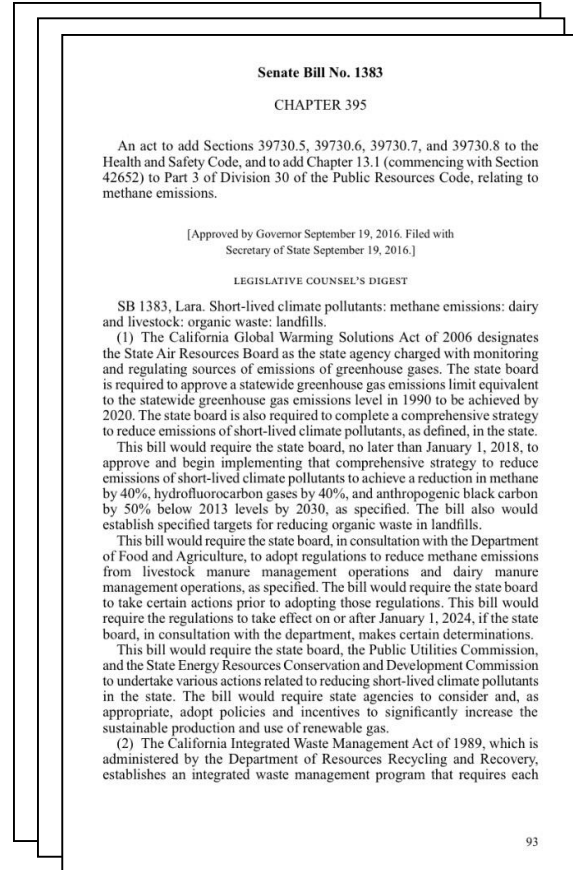 Senate Bill No. 1383
CHAPTER 395
An act to add Sections 39730.5, 39730.6, 39730.7, and 39730.8 to the
Health and Safety Code, and to add Chapter 13.1 (commencing with Section
42652) to Part 3 of Division 30 of the Public Resources Code, relating to
methane emissions.
[Approved by Governor September 19, 2016. Filed with
Secretary of State September 19, 2016.]
LEGISLATIVE COUNSEL'S DIGEST
SB 1383, Lara. Short-lived climate pollutants: methane emissions: dairy
and livestock: organic waste: landfills.
(1) The California Global Warming Solutions Act of 2006 designates
the State Air Resources Board as the state agency charged with monitoring
and regulating sources of emissions of greenhouse gases. The state board
is required to approve a statewide greenhouse gas emissions limit equivalent
to the statewide greenhouse gas emissions level in 1990 to be achieved by
2020. The state board is also required to complete a comprehensive strategy
to reduce emissions of short-lived climate pollutants, as defined, in the state.
This bill would require the state board, no later than January 1, 2018, to
approve and begin implementing that comprehensive strategy to reduce
emissions of short-lived climate pollutants to achieve a reduction in methane
by 40%, hydrofluorocarbon gases by 40%, and anthropogenic black carbon
by 50% below 2013 levels by 2030, as specified. The bill also would
establish specified targets for reducing organic waste in landfills.
This bill would require the state board, in consultation with the Department
of Food and Agriculture, to adopt regulations to reduce methane emissions
from livestock manure management operations and dairy manure
management operations, as specified. The bill would require the state board
to take certain actions prior to adopting those regulations. This bill would
require the regulations to take effect on or after January 1, 2024, if the state
board, in consultation with the department, makes certain determinations.
This bill would require the state board, the Public Utilities Commission,
and the State Energy Resources Conservation and Development Commission
to undertake various actions related to reducing short-lived climate pollutants
in the state. The bill would require state agencies to consider and, as
appropriate, adopt policies and incentives to significantly increase the
sustainable production and use of renewable gas.
(2) The California Integrated Waste Management Act of 1989, which is
administered by the Department of Resources Recycling and Recovery,
establishes an integrated waste management program that requires each
93